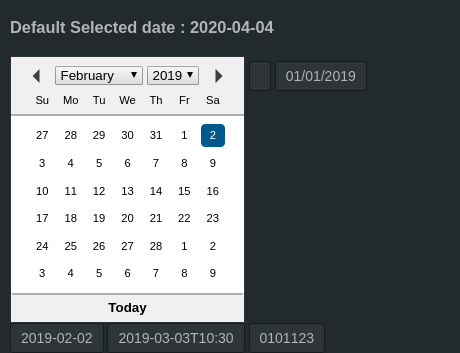 Default Selected date : 2020-04-04
February 2019 01/01/2019
Su Mo Tu We Th Fr Sa
27 28 29 30 31 1 2
3 4 5 6 7 8 9
10 11 12 13 14 15 16
17 18 19 20 21 22 23
24 25 26 27 28 1 2
3 4 5 6 7 8 9
Today
2019-02-02 2019-03-03T10:30 0101123